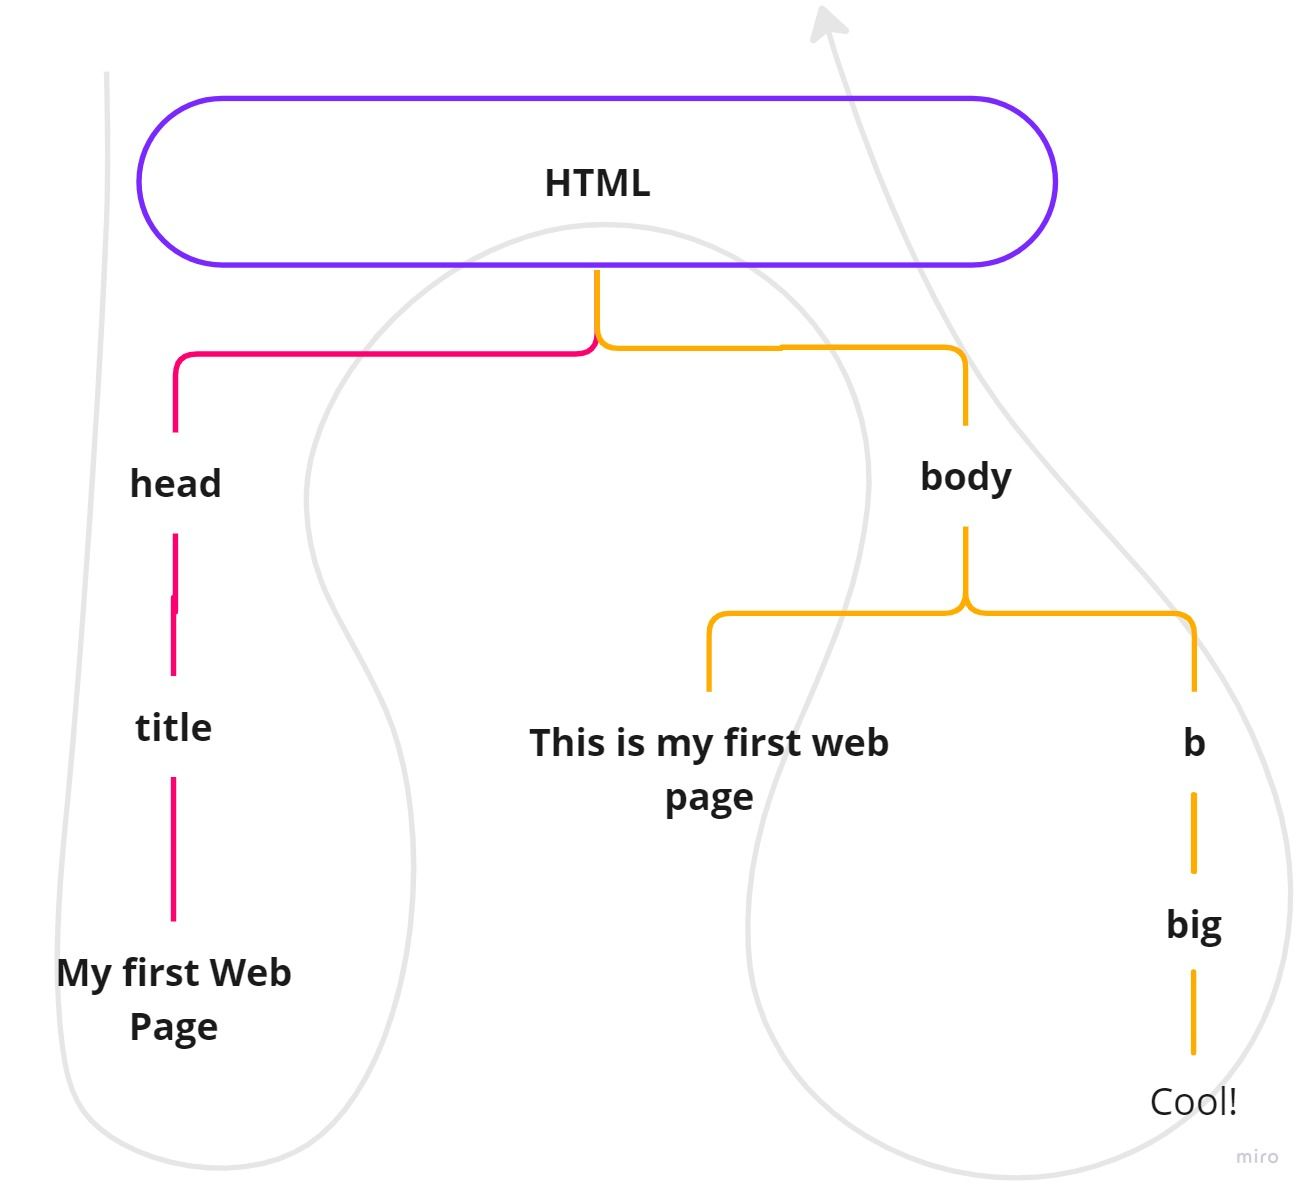 HTML
head
body
title
This is my first web
page
b
big
My first Web
Page
Cool!
miro